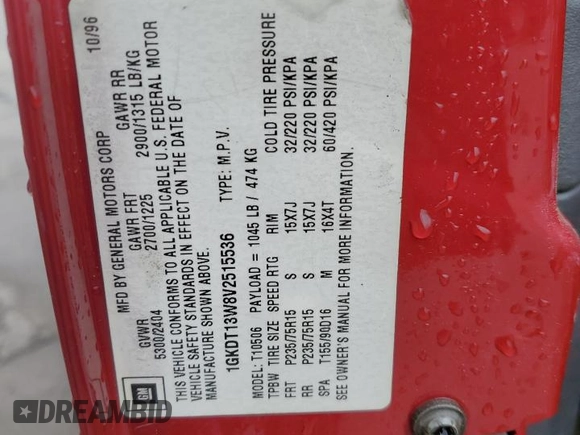 MFD BY GENERAL MOTORS CORP 10/96
GVWR GAWR FRT GAWR RR
5300/2404 2700/1225 2900/1315 LB/KG
THIS VEHICLE CONFORMS TO ALL APPLICABLE U.S. FEDERAL MOTOR
VEHICLE SAFETY STANDARDS IN EFFECT ON THE DATE OF
MANUFACTURE SHOWN ABOVE.
1GKDT13W8V2515536 TYPE: M.P.V.
MODEL: T10506 PAYLOAD = 1045 LB / 474 KG
TPBW TIRE SIZE SPEED RTG RIM COLD TIRE PRESSURE
FRT P235/75R15 S 15X7J 32/220 PSI/KPA
RR P235/75R15 S 15X7J 32/220 PSI/KPA
SPA T155/90D16 M 16X4T 60/420 PSI/KPA
SEE OWNER'S MANUAL FOR MORE INFORMATION.
GM
DREAMBID